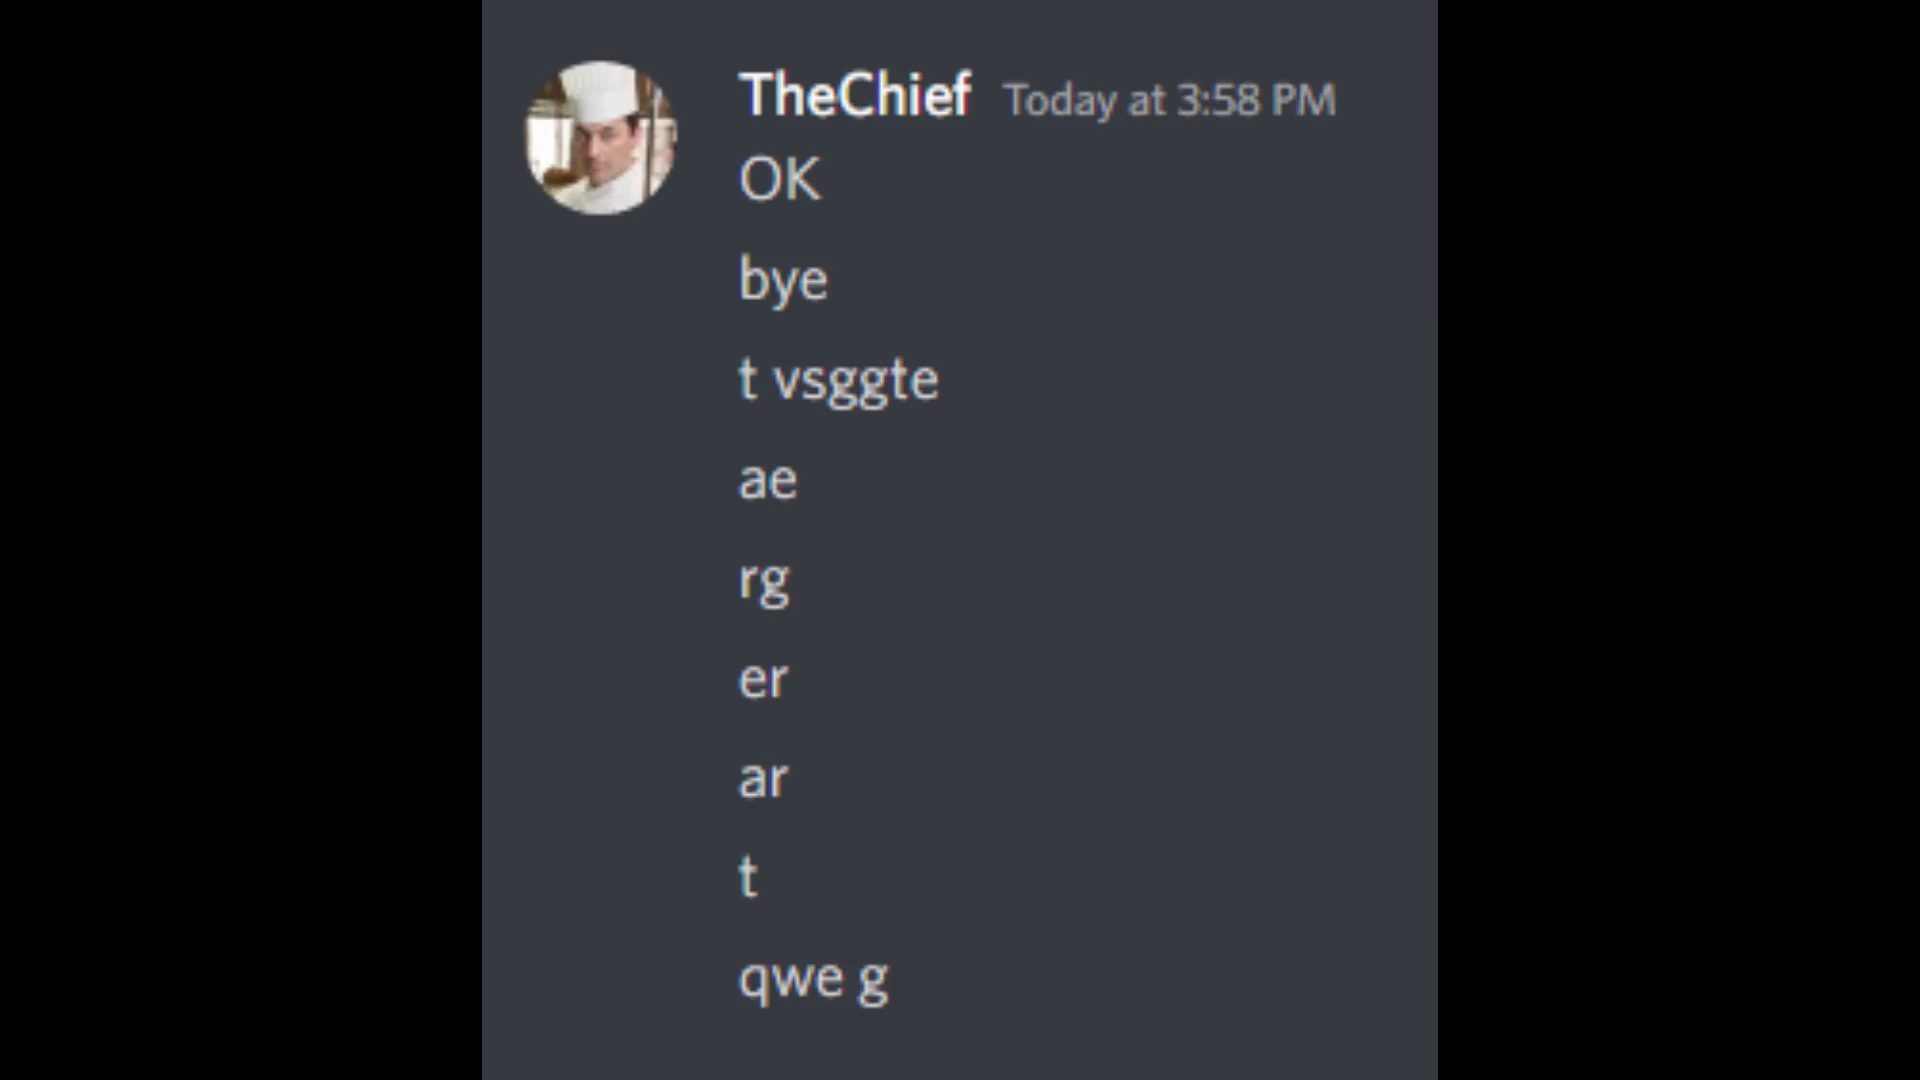 TheChief Today at 3:58 PM
OK
bye
t vsggte
ae
rg
er
ar
t
qwe g